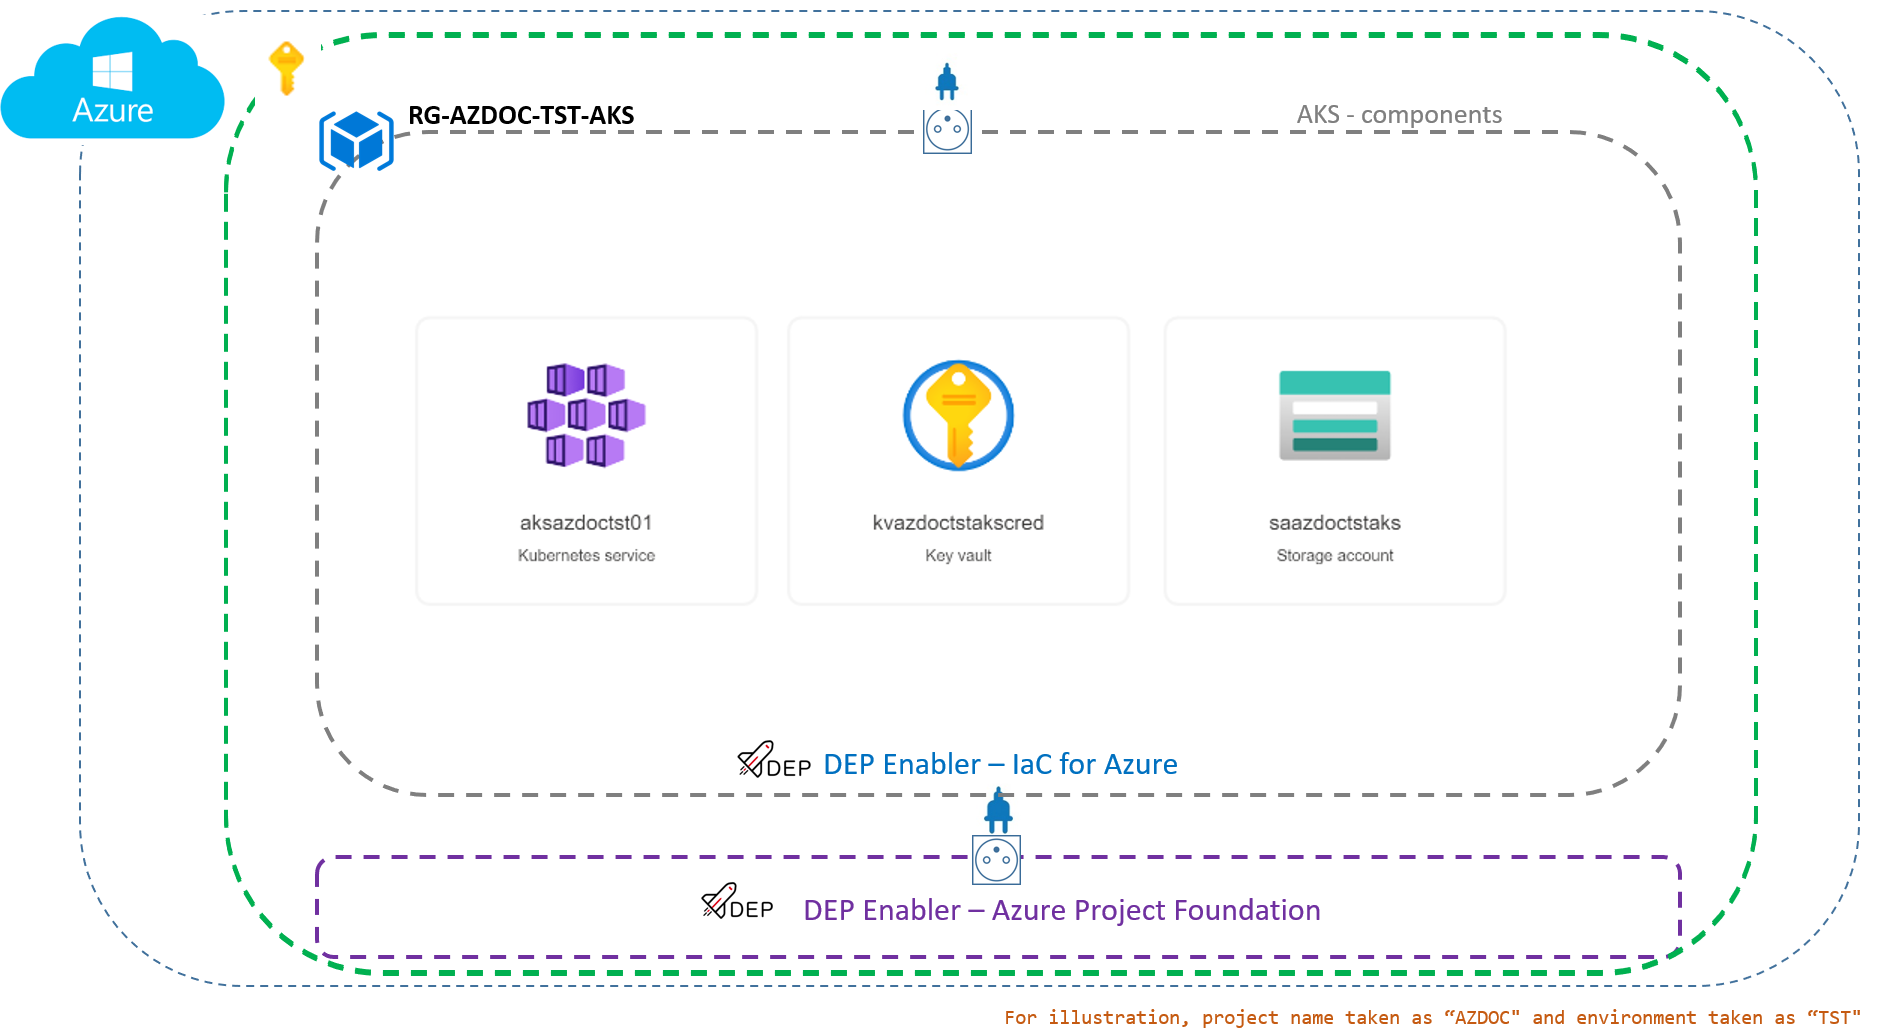 Azure
RG-AZDOC-TST-AKS
AKS - components
aksazdoctst01
Kubernetes service
kvazdoctstakscred
Key vault
saazdoctstaks
Storage account
DEP
DEP Enabler – IaC for Azure
DEP
DEP Enabler – Azure Project Foundation
For illustration, project name taken as “AZDOC" and environment taken as “TST"